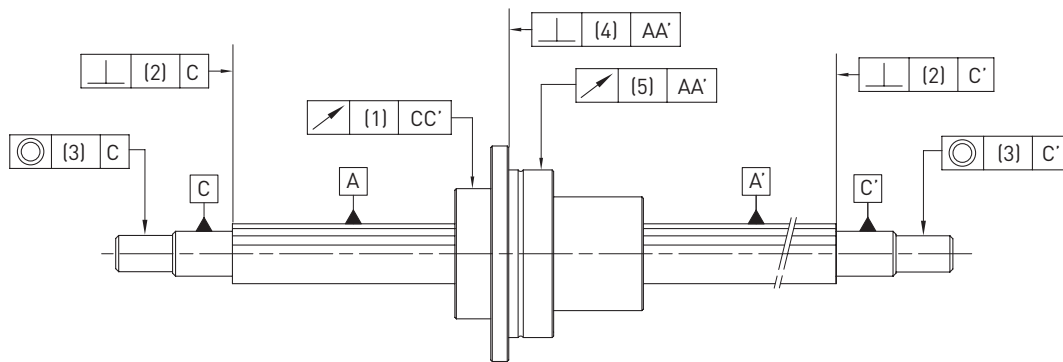 (4) AA'
(2) C
(5) AA'
(2) C'
(1) CC'
(3) C
(3) C'
C
A
A'
C'